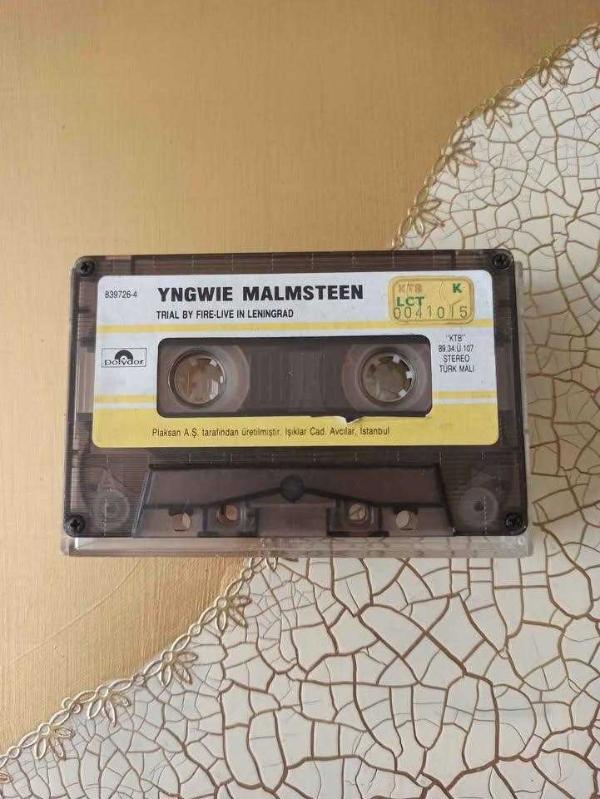 839726-4
YNGWIE MALMSTEEN
TRIAL BY FIRE-LIVE IN LENINGRAD
KTB K
LCT
0041015
polydor
"KTB"
89.34.Ü.107
STEREO
TÜRK MALI
Plaksan A.Ş. tarafından üretilmiştir. Işıklar Cad. Avcılar, İstanbul